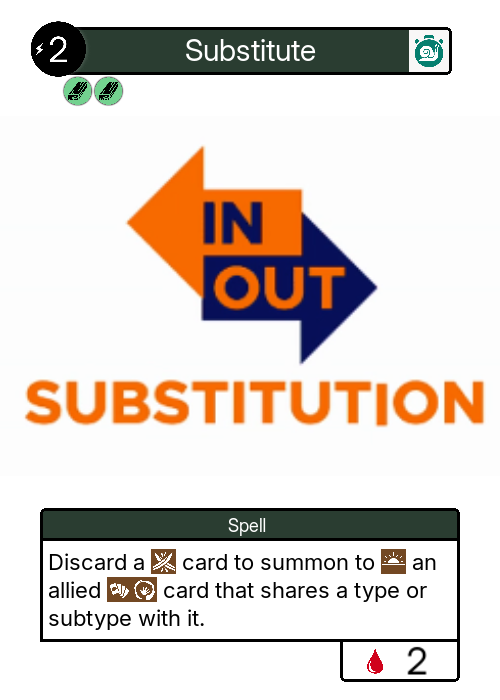 2
Substitute
IN
OUT
SUBSTITUTION
Spell
Discard a card to summon to an
allied card that shares a type or
subtype with it.
2